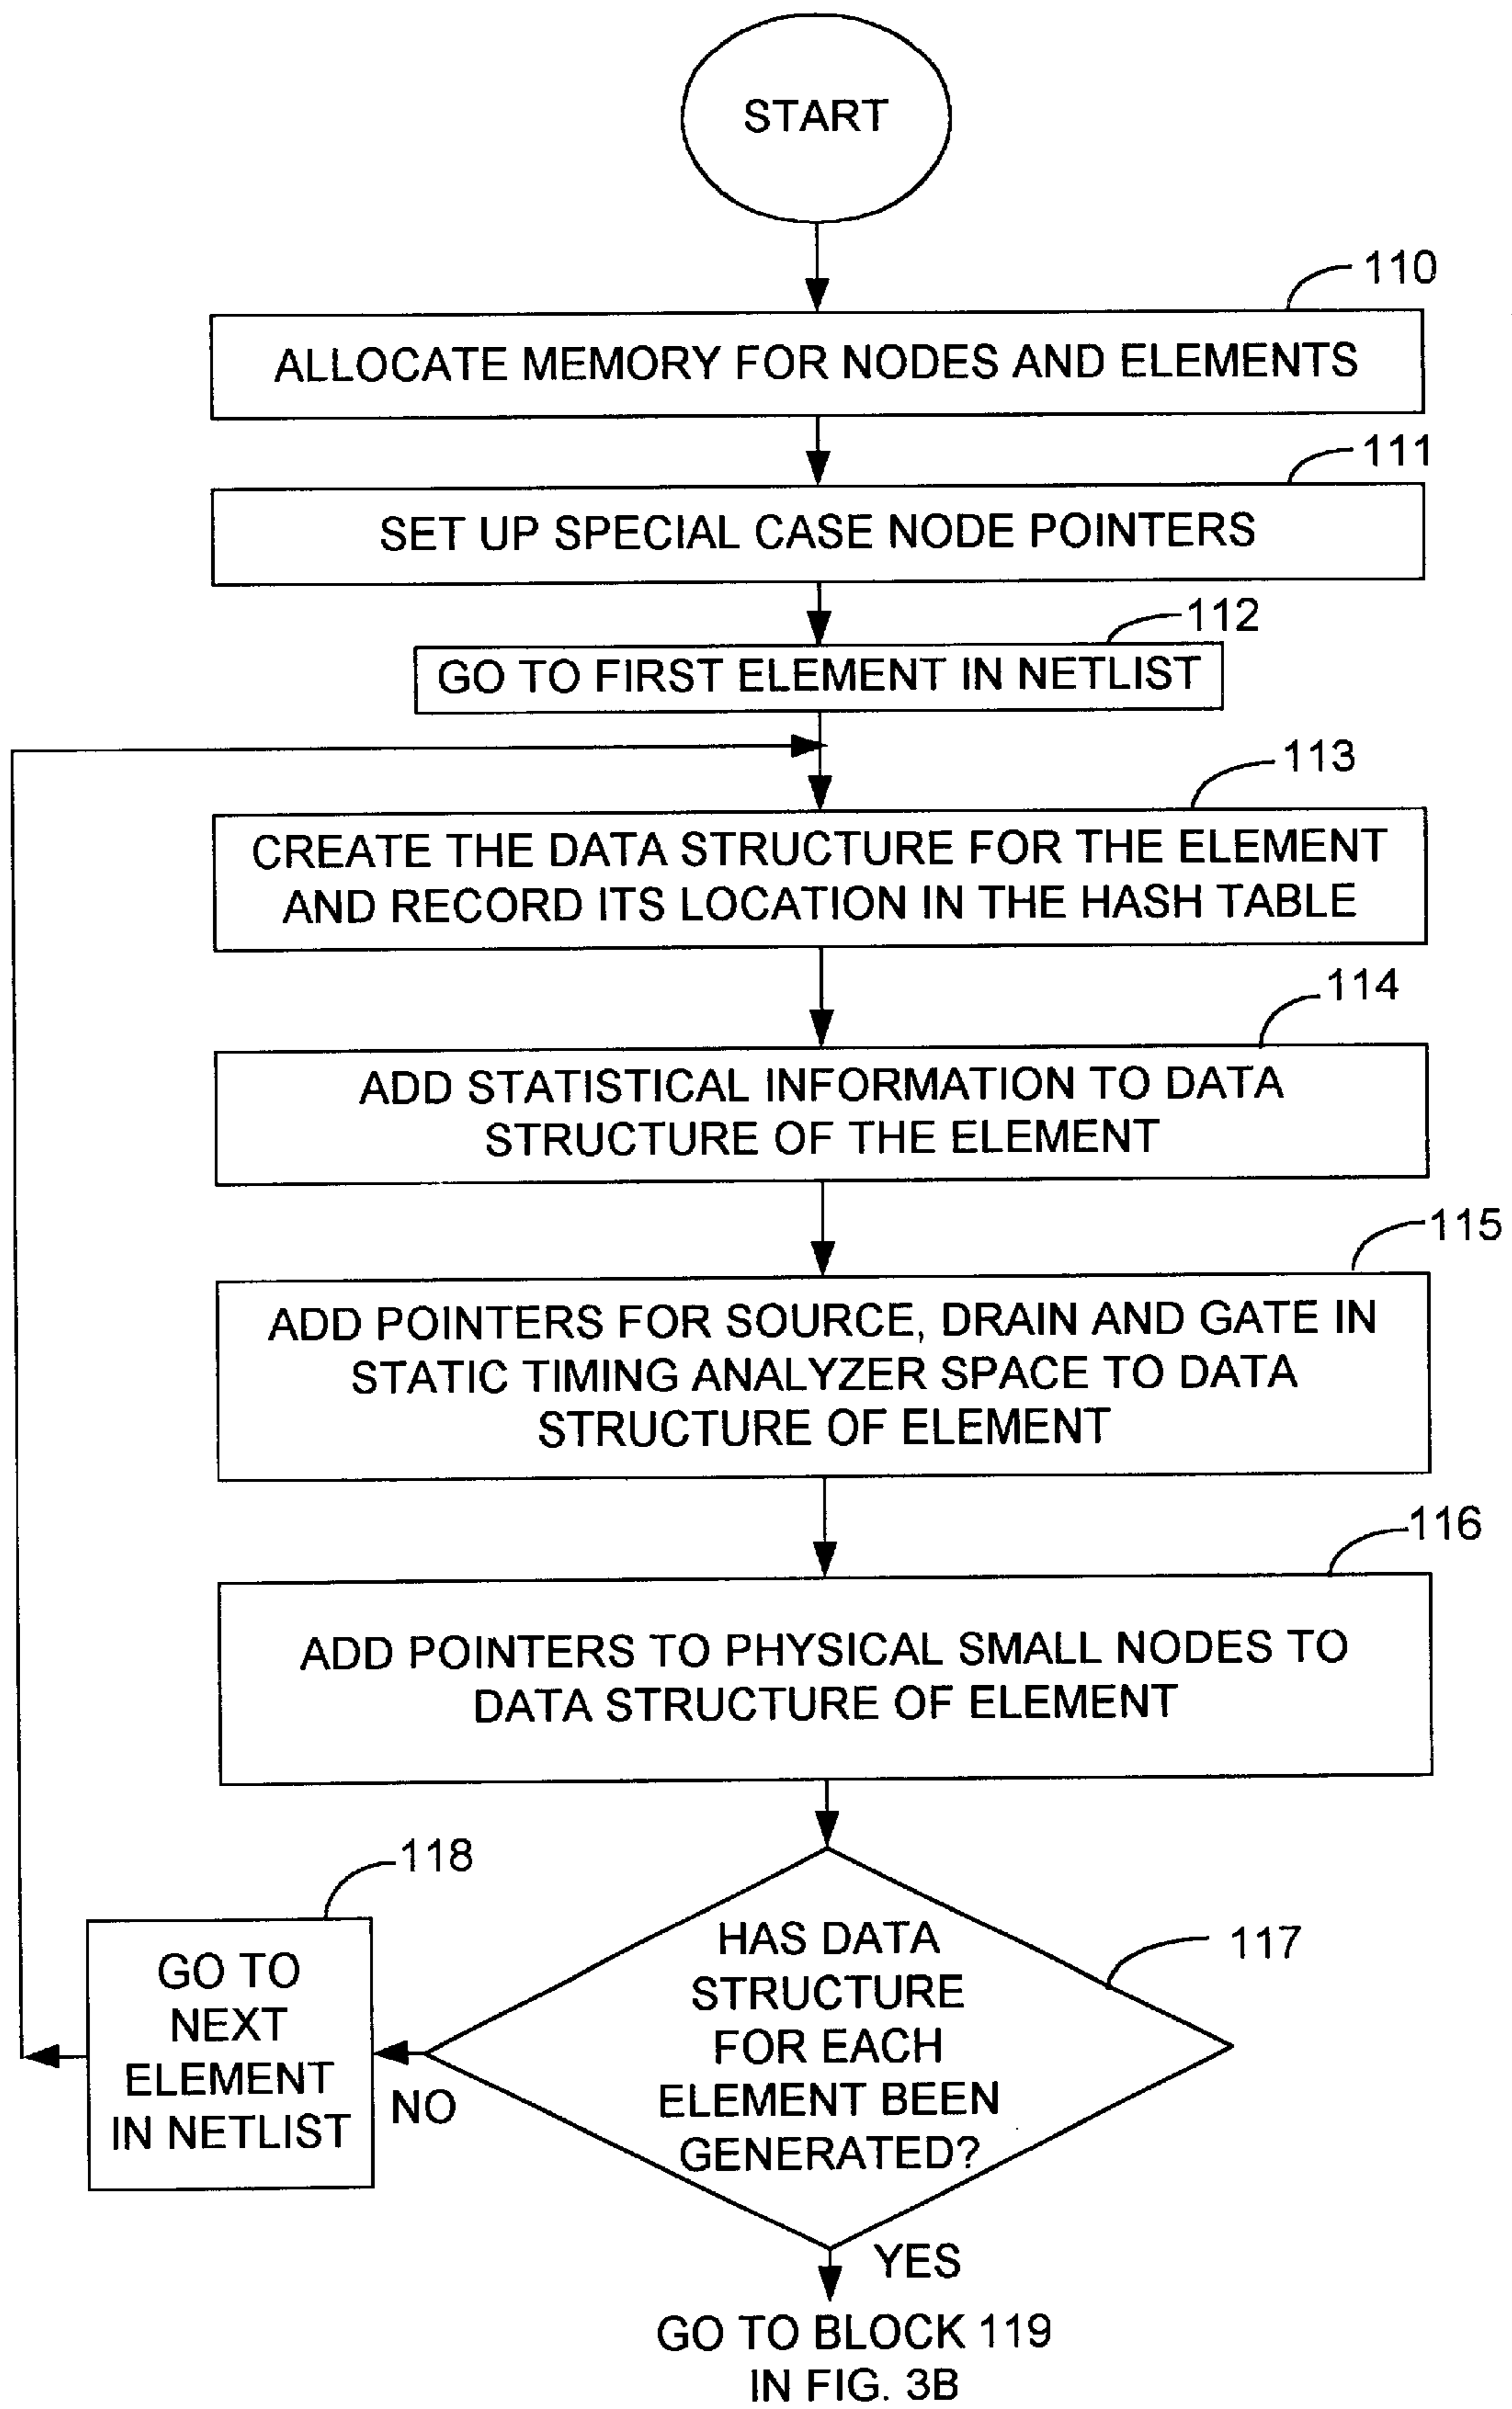 START
110
ALLOCATE MEMORY FOR NODES AND ELEMENTS
111
SET UP SPECIAL CASE NODE POINTERS
112
GO TO FIRST ELEMENT IN NETLIST
113
CREATE THE DATA STRUCTURE FOR THE ELEMENT
AND RECORD ITS LOCATION IN THE HASH TABLE
114
ADD STATISTICAL INFORMATION TO DATA
STRUCTURE OF THE ELEMENT
115
ADD POINTERS FOR SOURCE, DRAIN AND GATE IN
STATIC TIMING ANALYZER SPACE TO DATA
STRUCTURE OF ELEMENT
116
ADD POINTERS TO PHYSICAL SMALL NODES TO
DATA STRUCTURE OF ELEMENT
117
HAS DATA
STRUCTURE
FOR EACH
ELEMENT BEEN
GENERATED?
NO
118
GO TO
NEXT
ELEMENT
IN NETLIST
YES
GO TO BLOCK 119
IN FIG. 3B